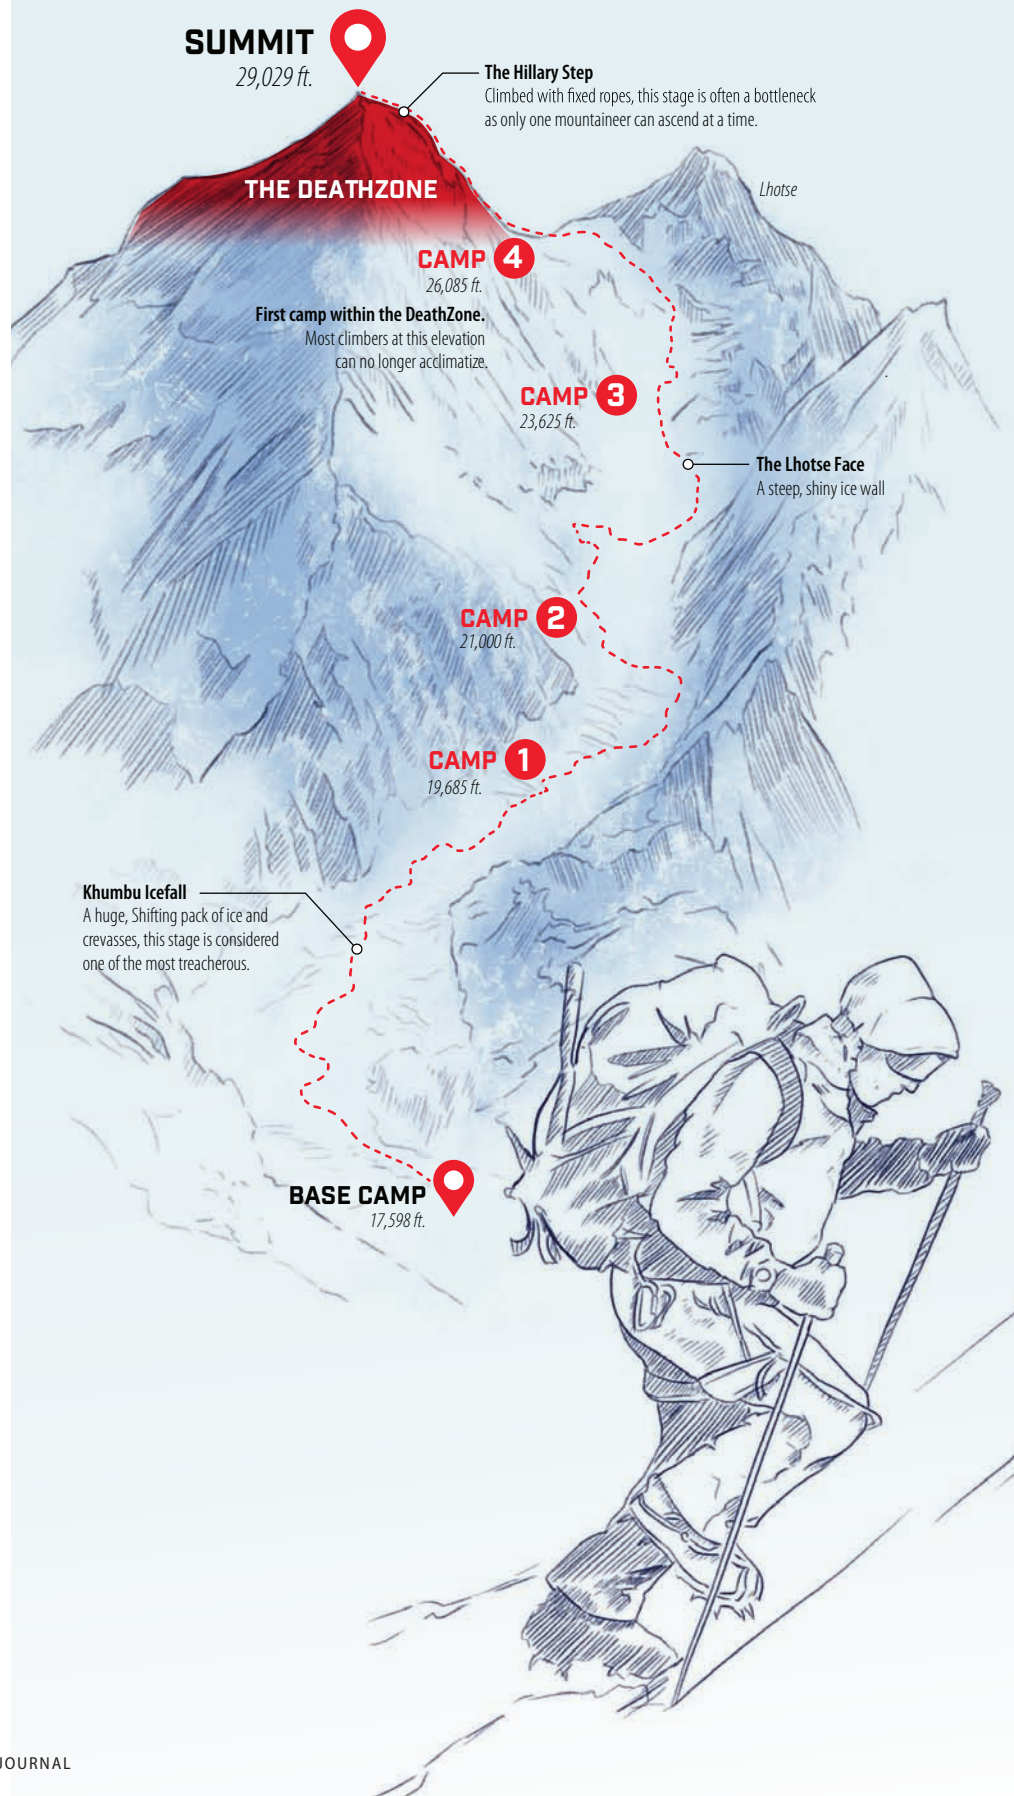 SUMMIT
29,029 ft.
The Hillary Step
Climbed with fixed ropes, this stage is often a bottleneck
as only one mountaineer can ascend at a time.
THE DEATHZONE
Lhotse
CAMP 4
26,085 ft.
First camp within the DeathZone.
Most climbers at this elevation
can no longer acclimatize.
CAMP 3
23,625 ft.
The Lhotse Face
A steep, shiny ice wall
CAMP 2
21,000 ft.
CAMP 1
19,685 ft.
Khumbu Icefall
A huge, Shifting pack of ice and
crevasses, this stage is considered
one of the most treacherous.
BASE CAMP
17,598 ft.
JOURNAL